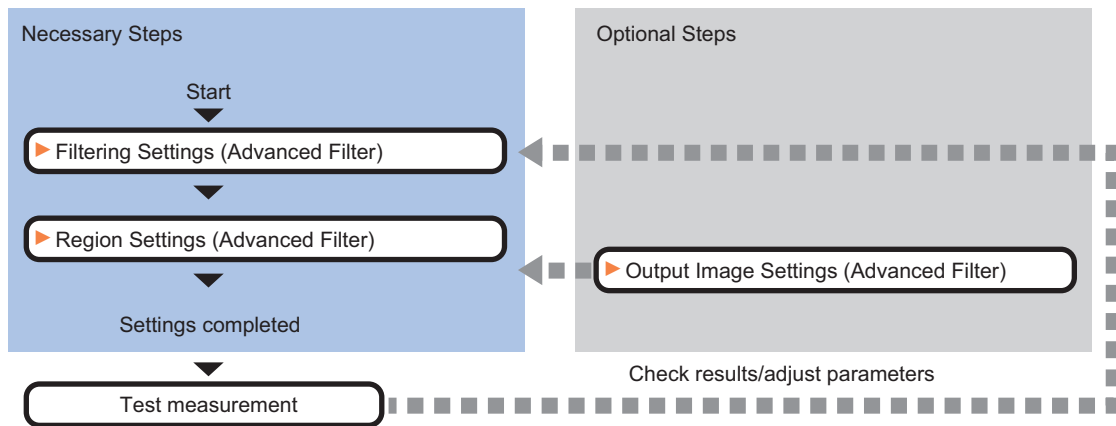 Necessary Steps
Optional Steps
Start
Filtering Settings (Advanced Filter)
Region Settings (Advanced Filter)
Output Image Settings (Advanced Filter)
Settings completed
Check results/adjust parameters
Test measurement